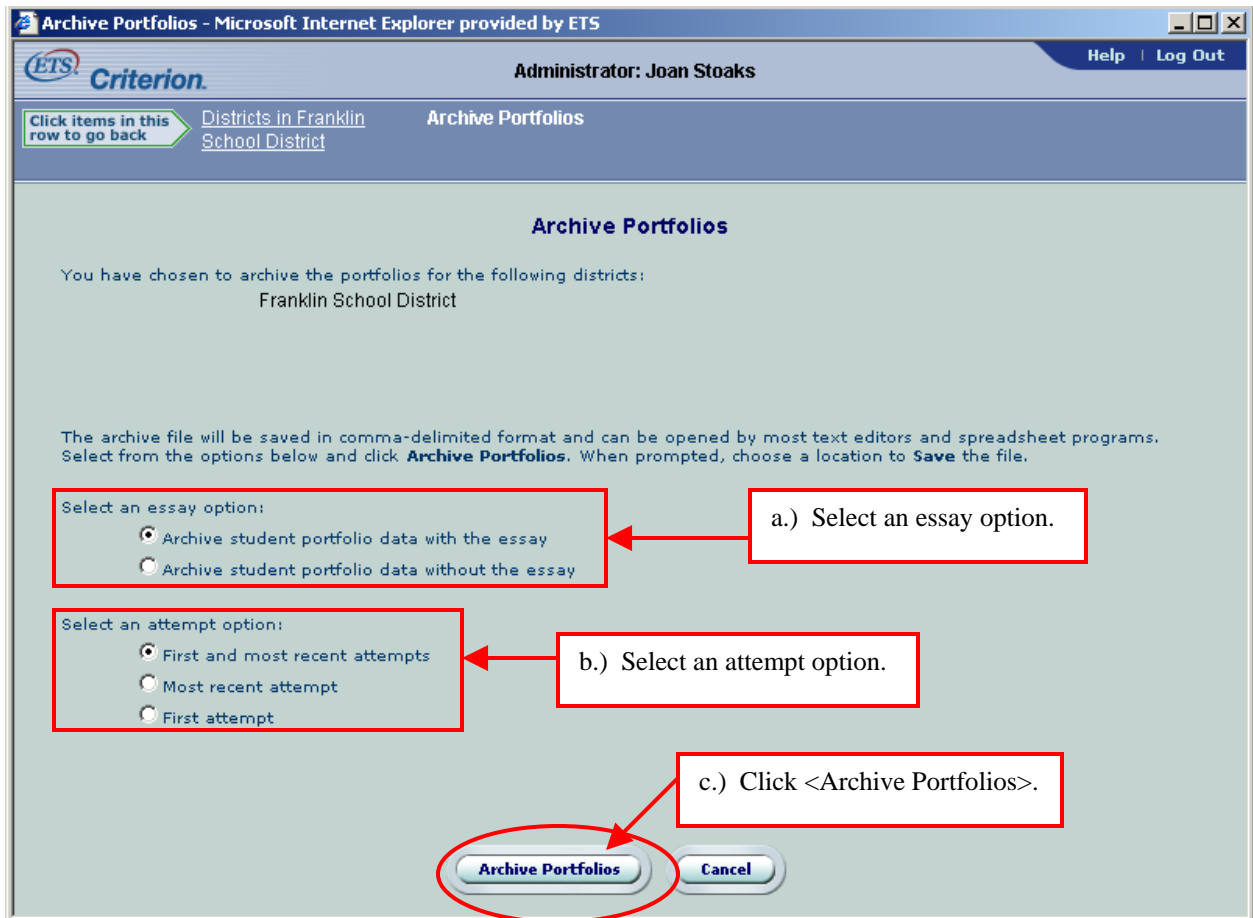 Archive Portfolios - Microsoft Internet Explorer provided by ETS
ETS Criterion.
Administrator: Joan Stoaks
Help | Log Out
Click items in this
row to go back
Districts in Franklin
School District
Archive Portfolios
Archive Portfolios
You have chosen to archive the portfolios for the following districts:
Franklin School District
The archive file will be saved in comma-delimited format and can be opened by most text editors and spreadsheet programs.
Select from the options below and click Archive Portfolios. When prompted, choose a location to Save the file.
Select an essay option:
Archive student portfolio data with the essay
Archive student portfolio data without the essay
a.) Select an essay option.
Select an attempt option:
First and most recent attempts
Most recent attempt
First attempt
b.) Select an attempt option.
c.) Click <Archive Portfolios>.
Archive Portfolios
Cancel